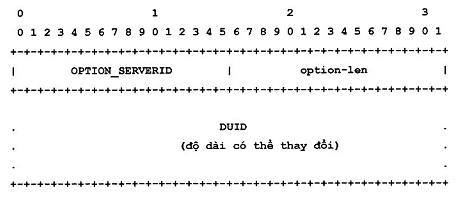 0 1 2 3
0 1 2 3 4 5 6 7 8 9 0 1 2 3 4 5 6 7 8 9 0 1 2 3 4 5 6 7 8 9 0 1
+-+-+-+-+-+-+-+-+-+-+-+-+-+-+-+-+-+-+-+-+-+-+-+-+-+-+-+-+-+-+-+-+
| OPTION_SERVERID | option-len |
+-+-+-+-+-+-+-+-+-+-+-+-+-+-+-+-+-+-+-+-+-+-+-+-+-+-+-+-+-+-+-+-+
. DUID .
. (độ dài có thể thay đổi) .
. .
+-+-+-+-+-+-+-+-+-+-+-+-+-+-+-+-+-+-+-+-+-+-+-+-+-+-+-+-+-+-+-+-+